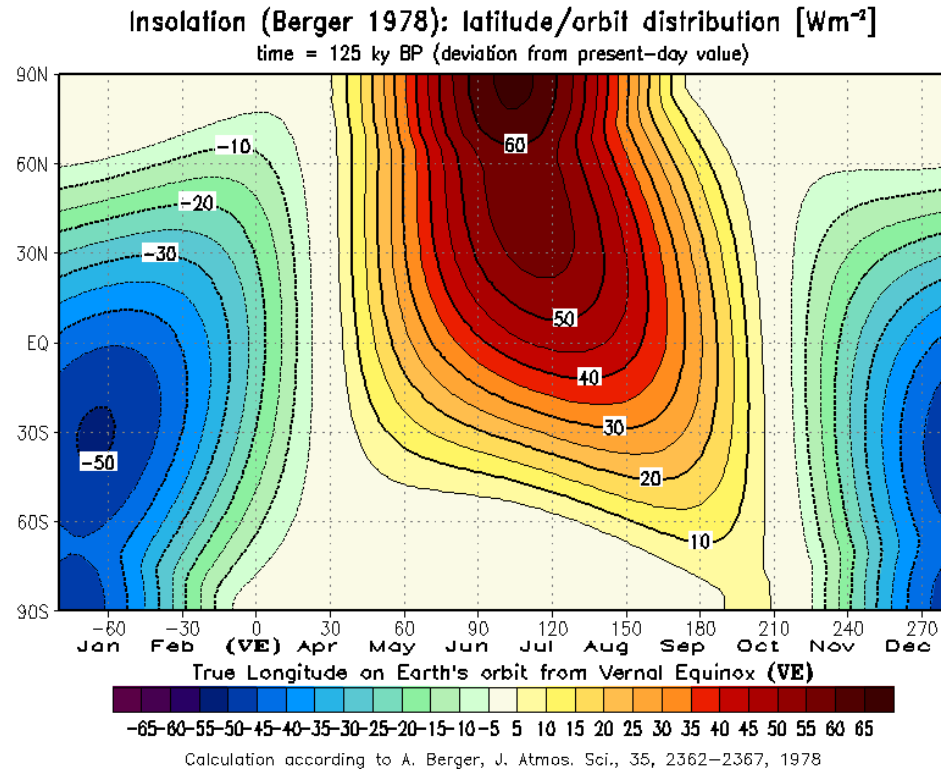 Insolation (Berger 1978): latitude/orbit distribution [Wm⁻²]
time = 125 ky BP (deviation from present-day value)
90N
60N
30N
EQ
30S
60S
90S
-10
-20
-30
-50
60
50
40
30
20
10
-60 -30 0 30 60 90 120 150 180 210 240 270
Jan Feb (VE) Apr May Jun Jul Aug Sep Oct Nov Dec
True Longitude on Earth's orbit from Vernal Equinox (VE)
-65 -60 -55 -50 -45 -40 -35 -30 -25 -20 -15 -10 -5 5 10 15 20 25 30 35 40 45 50 55 60 65
Calculation according to A. Berger, J. Atmos. Sci., 35, 2362-2367, 1978